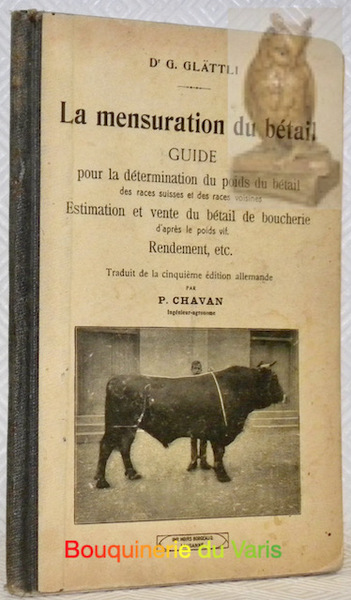 Dr G. GLÄTTLI
La mensuration du bétail
GUIDE
pour la détermination du poids du bétail
des races suisses et des races voisines
Estimation et vente du bétail de boucherie
d'après le poids vif.
Rendement, etc.
Traduit de la cinquième édition allemande
PAR
P. CHAVAN
Ingénieur-agronome
Bouquinerie du Varis